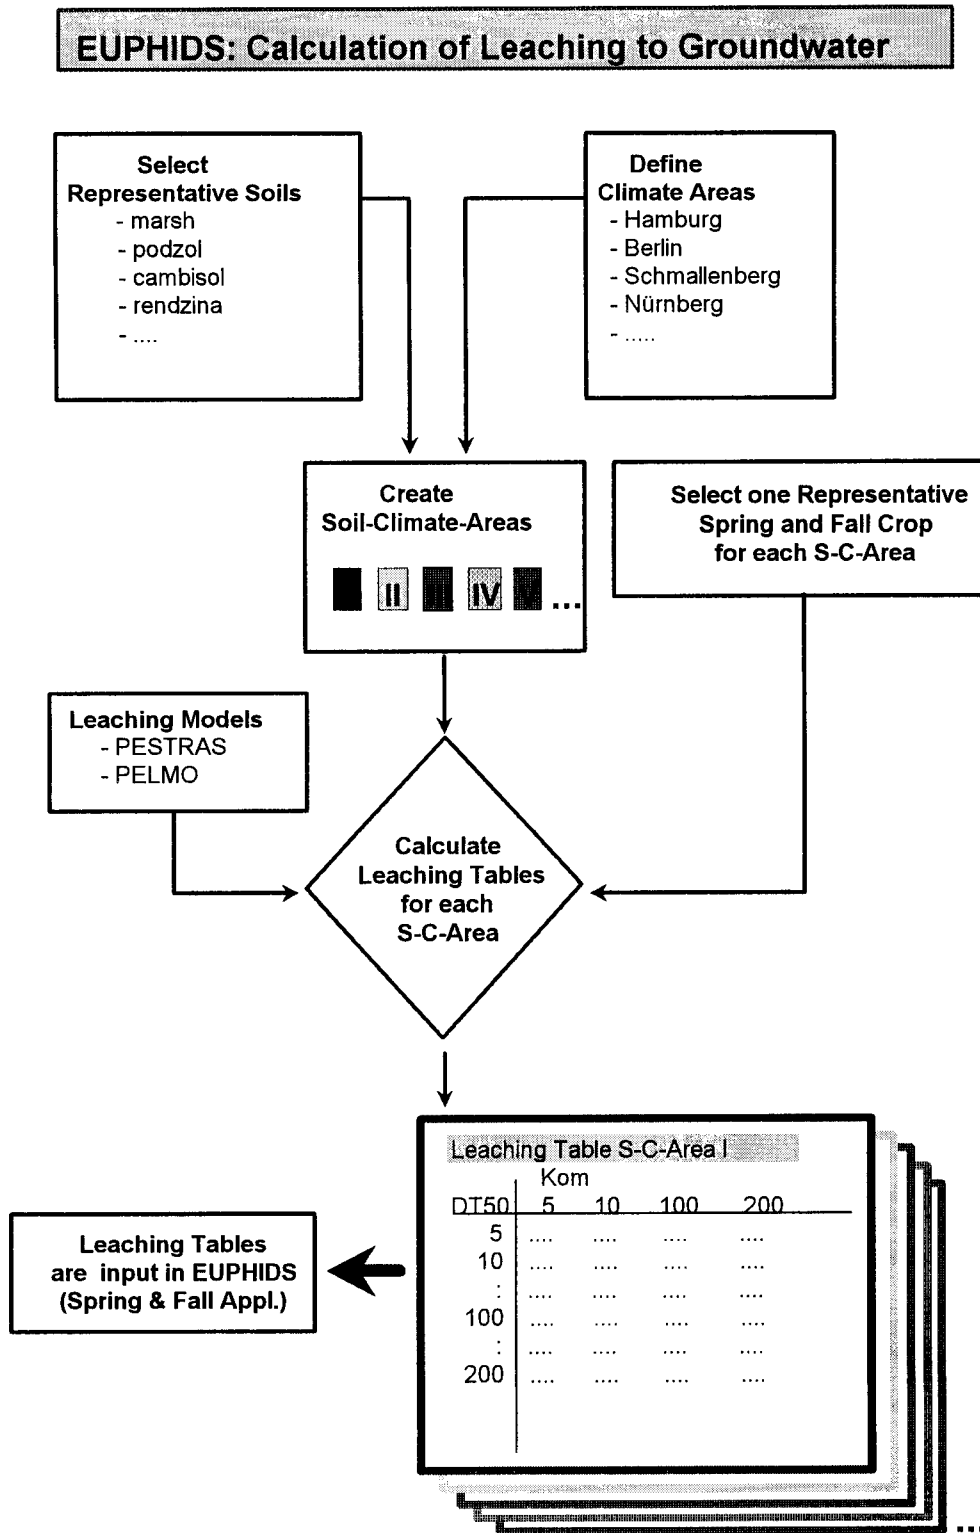 EUPHIDS: Calculation of Leaching to Groundwater
Select
Representative Soils
- marsh
- podzol
- cambisol
- rendzina
- ....
Define
Climate Areas
- Hamburg
- Berlin
- Schmallenberg
- Nürnberg
- .....
Create
Soil-Climate-Areas
II III IV V ...
Select one Representative
Spring and Fall Crop
for each S-C-Area
Leaching Models
- PESTRAS
- PELMO
Calculate
Leaching Tables
for each
S-C-Area
Leaching Table S-C-Area I
Kom
DT50 5 10 100 200
5 .... .... .... ....
10 .... .... .... ....
: .... .... .... ....
100 .... .... .... ....
: .... .... .... ....
200 .... .... .... ....
Leaching Tables
are input in EUPHIDS
(Spring & Fall Appl.)
...